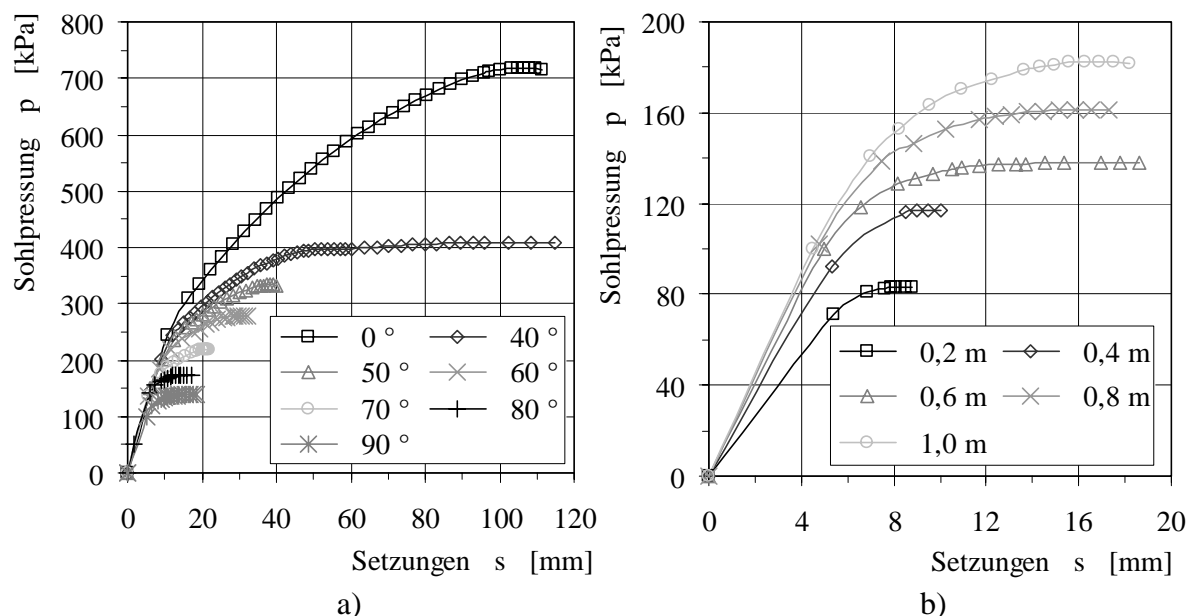 Sohlpressung p [kPa]
800
700
600
500
400
300
200
100
0
0 20 40 60 80 100 120
Setzungen s [mm]
0 ° 40 °
50 ° 60 °
70 ° 80 °
90 °
a)
Sohlpressung p [kPa]
200
160
120
80
40
0
0 4 8 12 16 20
Setzungen s [mm]
0,2 m 0,4 m
0,6 m 0,8 m
1,0 m
b)